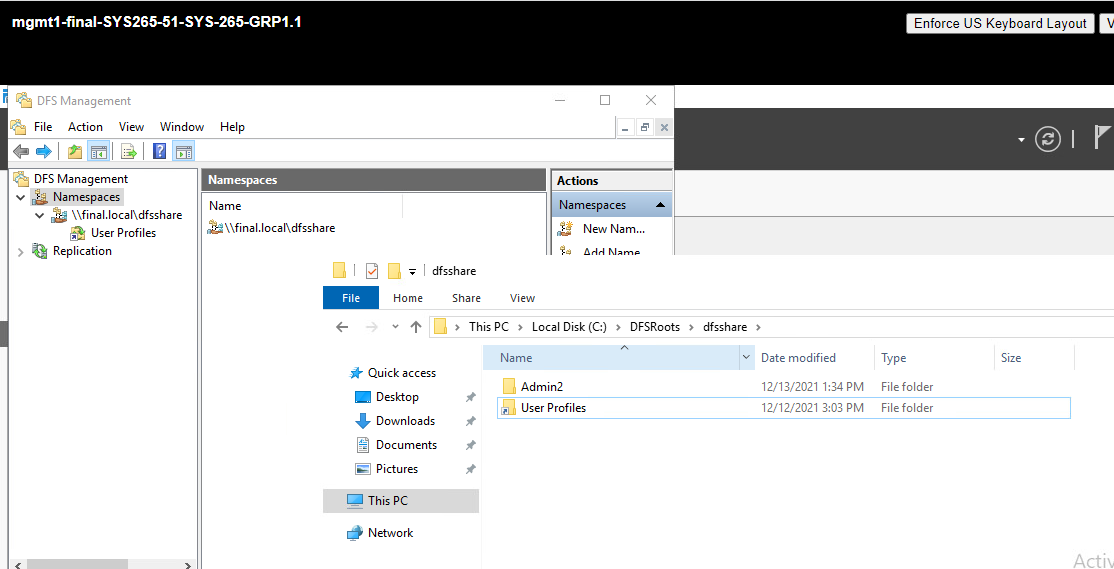 mgmt1-final-SYS265-51-SYS-265-GRP1.1
Enforce US Keyboard Layout
V
DFS Management
File Action View Window Help
DFS Management
Namespaces
\\final.local\dfsshare
User Profiles
Replication
Namespaces
Name
\\final.local\dfsshare
Actions
Namespaces
New Nam...
Add Name
dfsshare
File Home Share View
This PC > Local Disk (C:) > DFSRoots > dfsshare >
Quick access
Desktop
Downloads
Documents
Pictures
This PC
Network
Name Date modified Type Size
Admin2 12/13/2021 1:34 PM File folder
User Profiles 12/12/2021 3:03 PM File folder
Activ